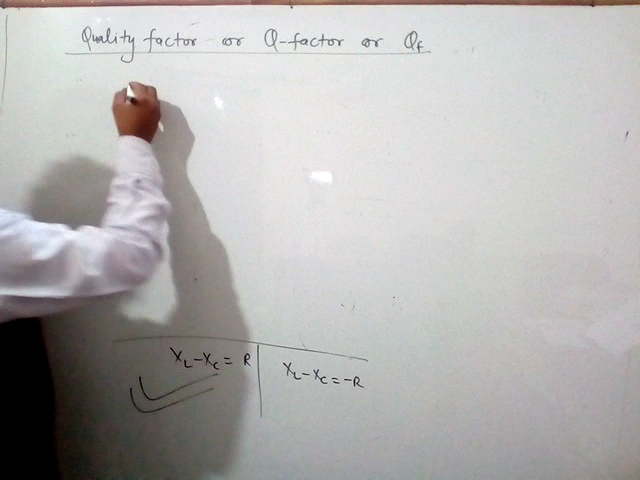 Quality factor or Q-factor or Qf
XL-XC = R
XL-XC = -R